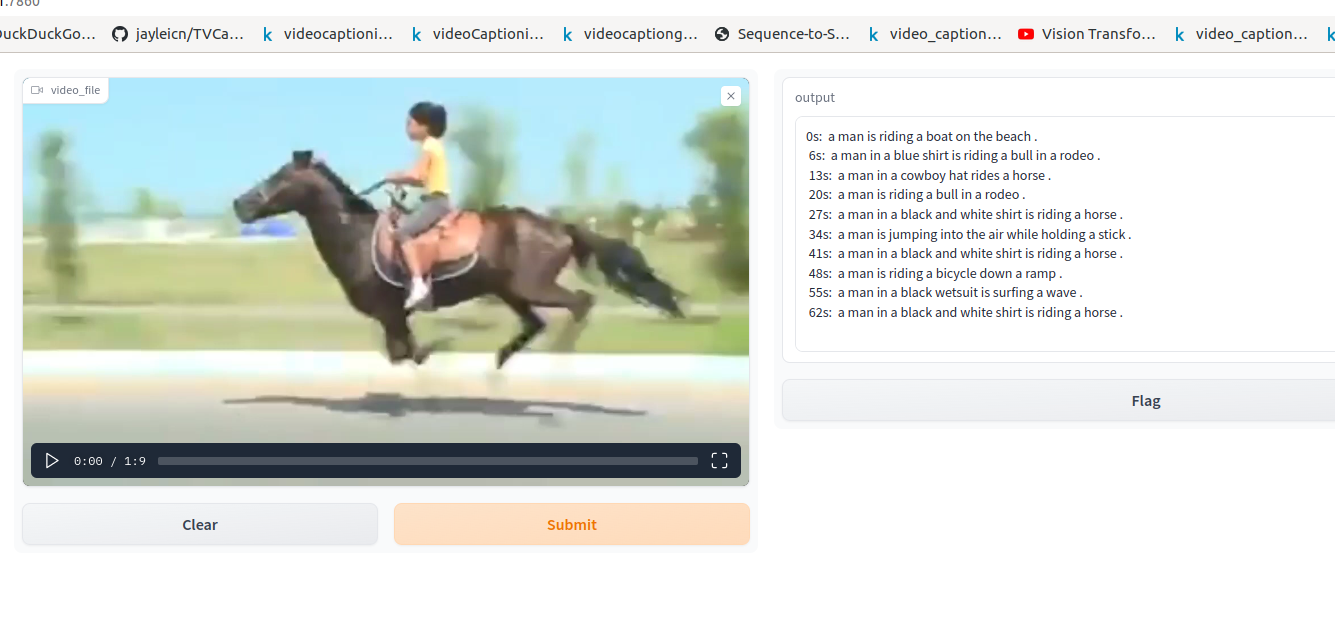 DuckDuckGo...
jayleicn/TVCa...
videocaptioni...
videoCaptioni...
videocaptiong...
Sequence-to-S...
video_caption...
Vision Transfo...
video_caption...
video_file
output
0s:  a man is riding a boat on the beach .
6s:  a man in a blue shirt is riding a bull in a rodeo .
13s:  a man in a cowboy hat rides a horse .
20s:  a man is riding a bull in a rodeo .
27s:  a man in a black and white shirt is riding a horse .
34s:  a man is jumping into the air while holding a stick .
41s:  a man in a black and white shirt is riding a horse .
48s:  a man is riding a bicycle down a ramp .
55s:  a man in a black wetsuit is surfing a wave .
62s:  a man in a black and white shirt is riding a horse .
Flag
0:00 / 1:9
Clear
Submit